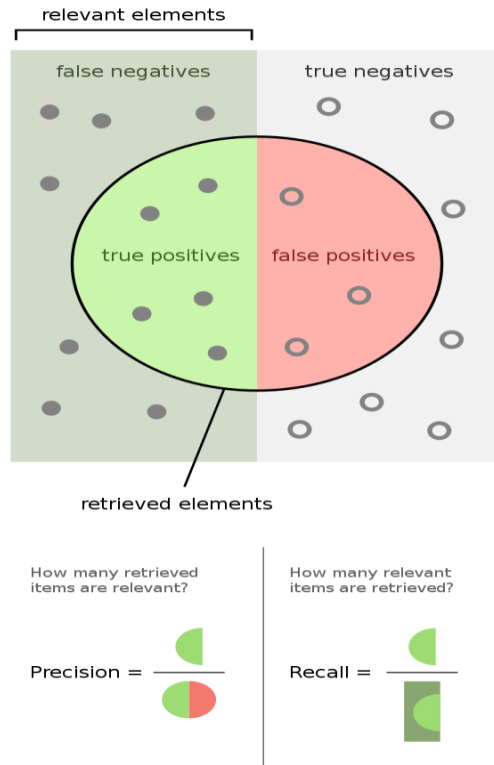 relevant elements
false negatives
true negatives
true positives
false positives
retrieved elements
How many retrieved
items are relevant?
Precision =
How many relevant
items are retrieved?
Recall =